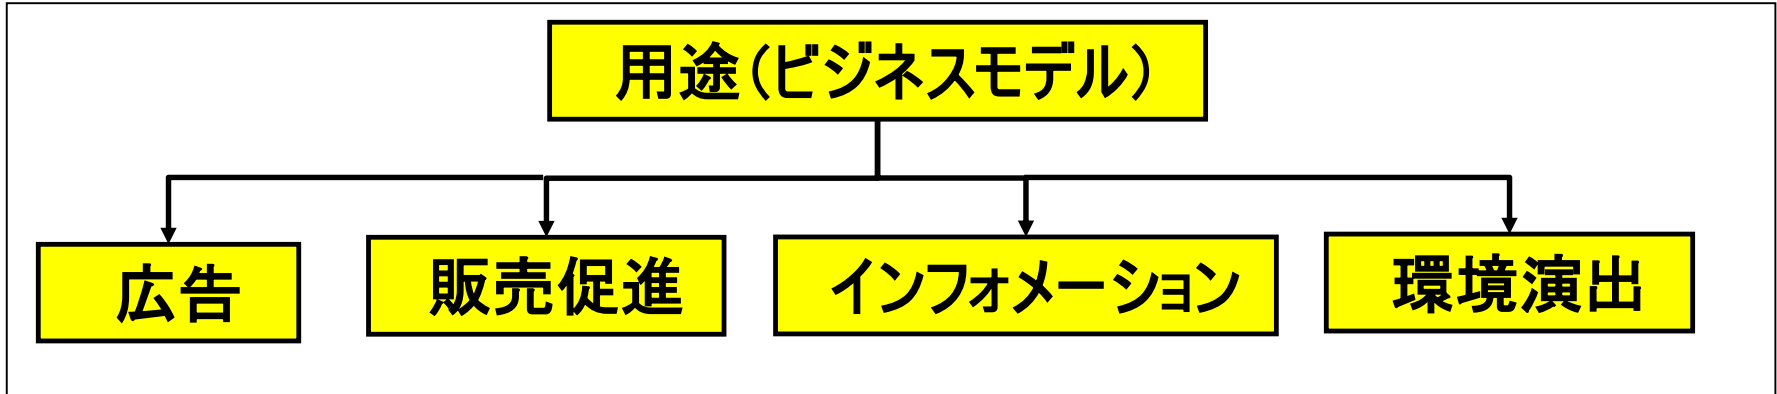 用途（ビジネスモデル）
広告
販売促進
インフォメーション
環境演出